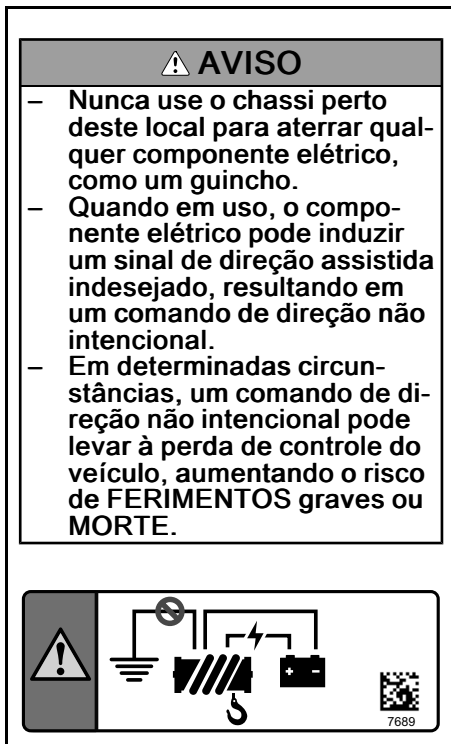 ⚠ AVISO
– Nunca use o chassi perto
deste local para aterrar qual-
quer componente elétrico,
como um guincho.
– Quando em uso, o compo-
nente elétrico pode induzir
um sinal de direção assistida
indesejado, resultando em
um comando de direção não
intencional.
– Em determinadas circun-
stâncias, um comando de di-
reção não intencional pode
levar à perda de controle do
veículo, aumentando o risco
de FERIMENTOS graves ou
MORTE.
7689